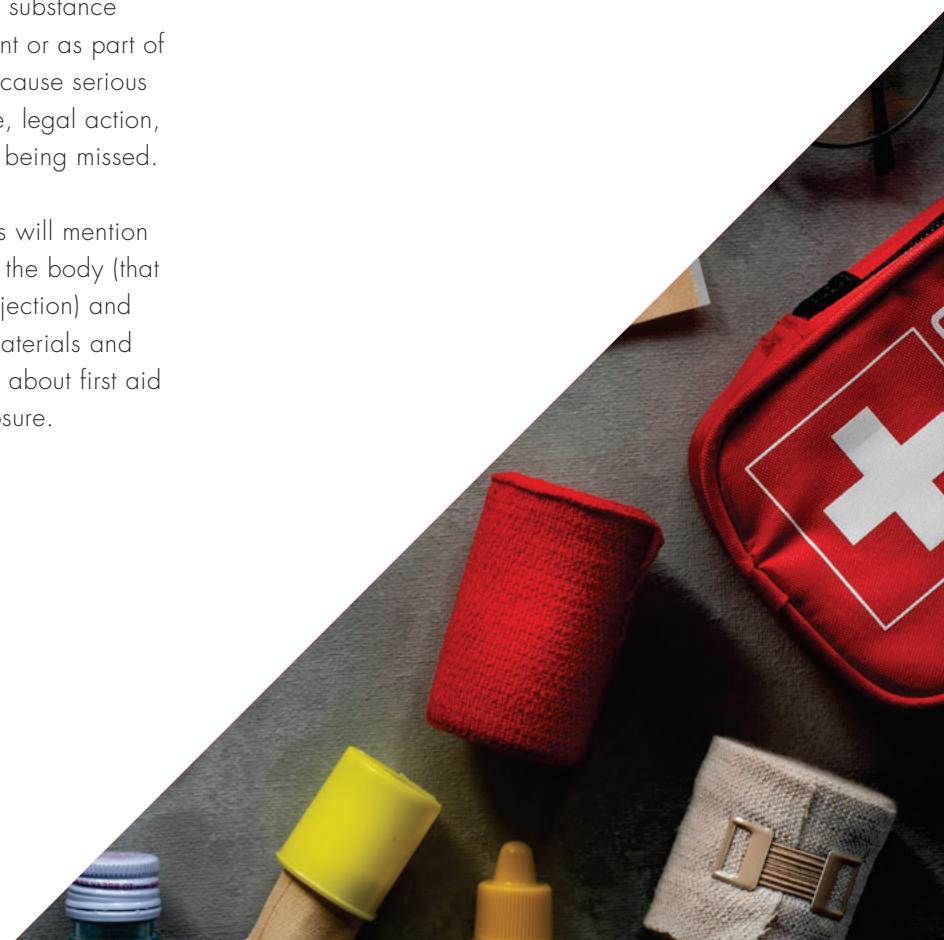 substance
nt or as part of
cause serious
e, legal action,
being missed.
s will mention
the body (that
jection) and
aterials and
about first aid
osure.